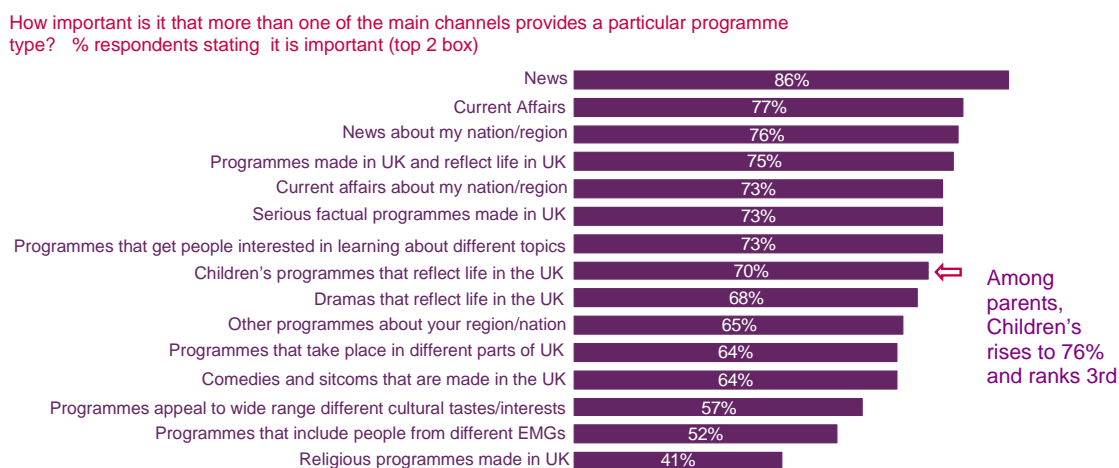 How important is it that more than one of the main channels provides a particular programme
type? % respondents stating it is important (top 2 box)
News 86%
Current Affairs 77%
News about my nation/region 76%
Programmes made in UK and reflect life in UK 75%
Current affairs about my nation/region 73%
Serious factual programmes made in UK 73%
Programmes that get people interested in learning about different topics 73%
Children's programmes that reflect life in the UK 70%
Dramas that reflect life in the UK 68%
Other programmes about your region/nation 65%
Programmes that take place in different parts of UK 64%
Comedies and sitcoms that are made in the UK 64%
Programmes appeal to wide range different cultural tastes/interests 57%
Programmes that include people from different EMGs 52%
Religious programmes made in UK 41%
Among
parents,
Children's
rises to 76%
and ranks 3rd